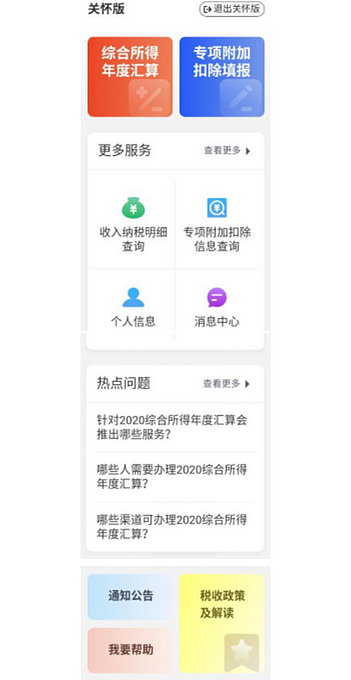 关怀版
退出关怀版
综合所得
年度汇算
专项附加
扣除填报
更多服务
查看更多
收入纳税明细
查询
专项附加扣除
信息查询
个人信息
消息中心
热点问题
查看更多
针对2020综合所得年度汇算会
推出哪些服务？
哪些人需要办理2020综合所得
年度汇算？
哪些渠道可办理2020综合所得
年度汇算？
通知公告
税收政策
及解读
我要帮助